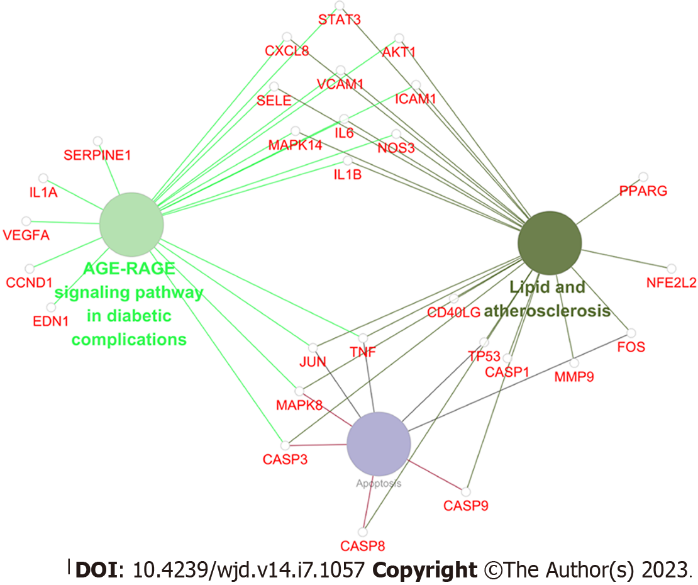 STAT3
CXCL8
AKT1
VCAM1
ICAM1
SELE
IL6
MAPK14
NOS3
IL1B
SERPINE1
IL1A
VEGFA
CCND1
EDN1
AGE-RAGE
signaling pathway
in diabetic
complications
PPARG
NFE2L2
Lipid and
atherosclerosis
CD40LG
TP53
CASP1
MMP9
FOS
JUN
TNF
MAPK8
CASP3
Apoptosis
CASP9
CASP8
DOI: 10.4239/wjd.v14.i7.1057 Copyright ©The Author(s) 2023.